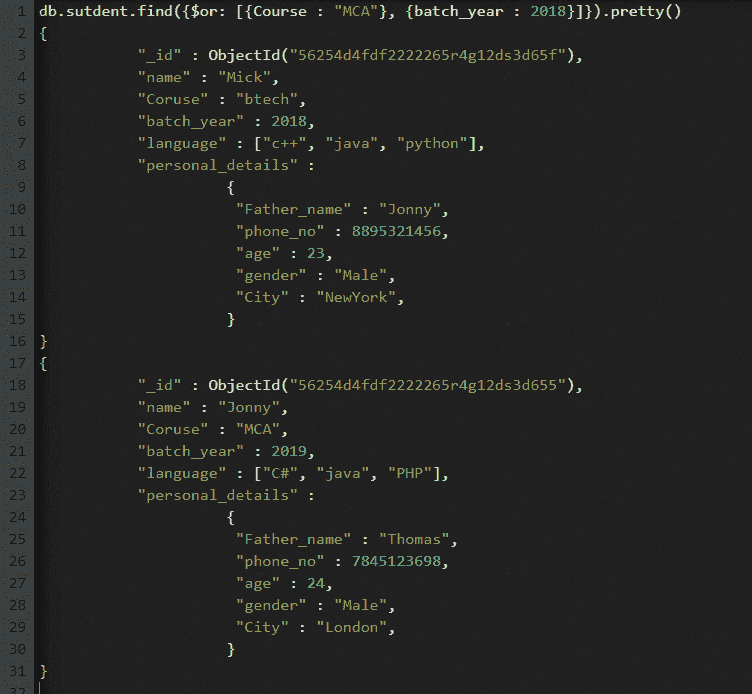 1 db.sutdent.find({$or: [{Course : "MCA"}, {batch_year : 2018}]}).pretty()
2 {
3 "_id" : ObjectId("56254d4fdf2222265r4g12ds3d65f"),
4 "name" : "Mick",
5 "Coruse" : "btech",
6 "batch_year" : 2018,
7 "language" : ["c++", "java", "python"],
8 "personal_details" :
9 {
10 "Father_name" : "Jonny",
11 "phone_no" : 8895321456,
12 "age" : 23,
13 "gender" : "Male",
14 "City" : "NewYork",
15 }
16 }
17 {
18 "_id" : ObjectId("56254d4fdf2222265r4g12ds3d655"),
19 "name" : "Jonny",
20 "Coruse" : "MCA",
21 "batch_year" : 2019,
22 "language" : ["C#", "java", "PHP"],
23 "personal_details" :
24 {
25 "Father_name" : "Thomas",
26 "phone_no" : 7845123698,
27 "age" : 24,
28 "gender" : "Male",
29 "City" : "London",
30 }
31 }
32